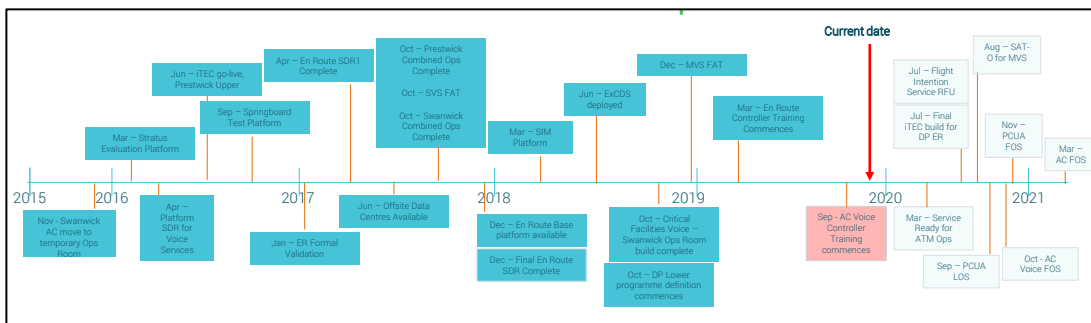 Current date
Aug – SAT-
O for MVS
Oct – Prestwick
Combined Ops
Complete
Oct – SVS FAT
Oct – Swanwick
Combined Ops
Complete
Apr – En Route SDR1
Complete
Dec – MVS FAT
Jun – iTEC go-live,
Prestwick Upper
Jul – Flight
Intention
Service RFU
Jun – ExCDS
deployed
Sep – Springboard
Test Platform
Mar – En Route
Controller Training
Commences
Jul – Final
iTEC build for
DP ER
Nov –
PCUA
FOS
Mar – Stratus
Evaluation Platform
Mar – SIM
Platform
Mar –
AC FOS
2015
2016
2017
2018
2019
2020
2021
Nov - Swanwick
AC move to
temporary Ops
Room
Apr –
Platform
SDR for
Voice
Services
Jun – Offsite Data
Centres Available
Jan – ER Formal
Validation
Dec – En Route Base
platform available
Dec – Final En Route
SDR Complete
Oct – Critical
Facilities Voice –
Swanwick Ops Room
build complete
Oct – DP Lower
programme definition
commences
Sep - AC Voice
Controller
Training
commences
Mar – Service
Ready for
ATM Ops
Sep – PCUA
LOS
Oct - AC
Voice FOS